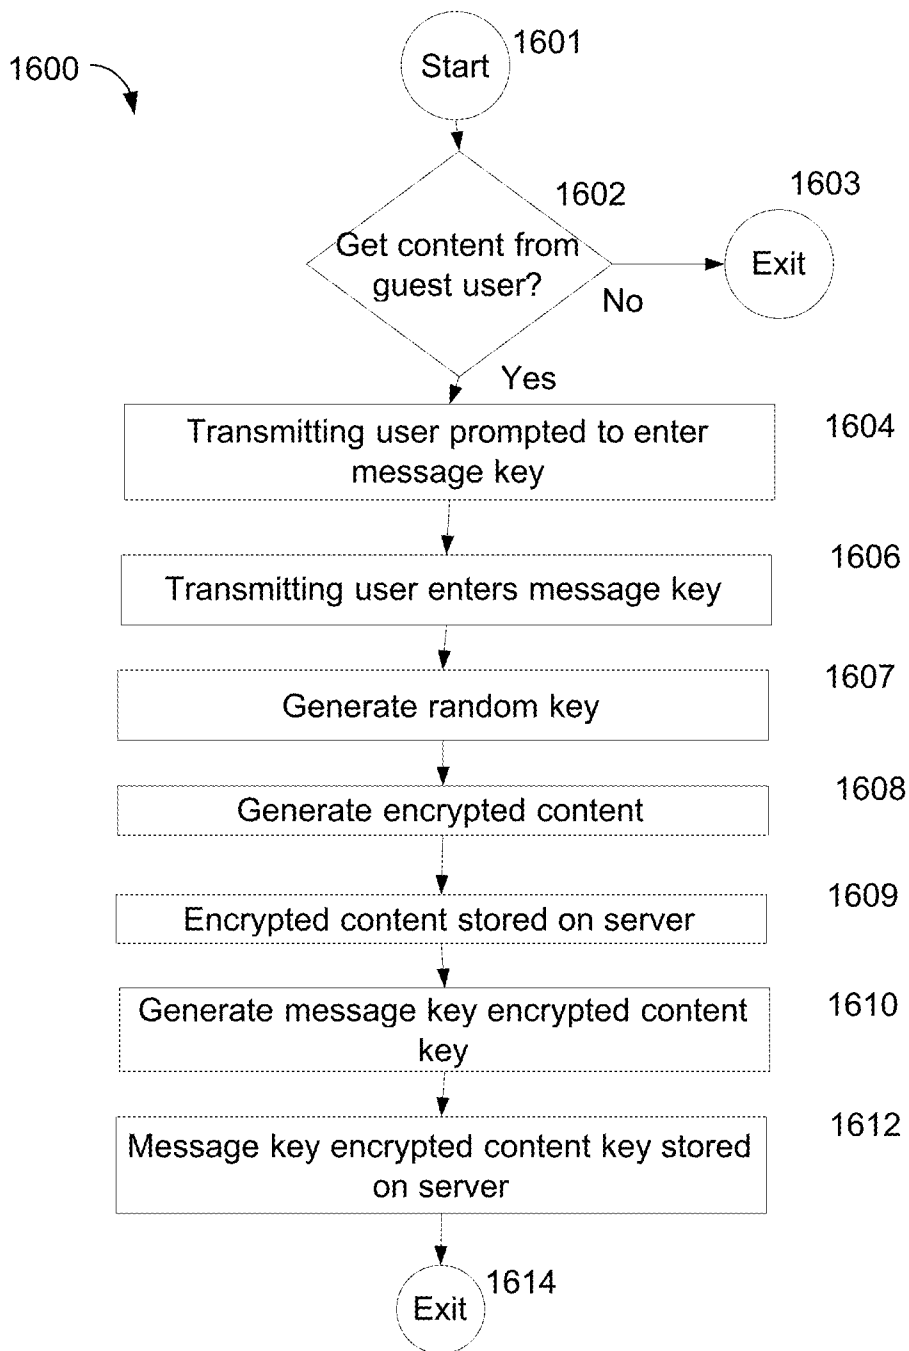 1601
Start
1600
1602
1603
Get content from
guest user?
Exit
No
Yes
Transmitting user prompted to enter
message key
1604
Transmitting user enters message key
1606
Generate random key
1607
Generate encrypted content
1608
Encrypted content stored on server
1609
Generate message key encrypted content
key
1610
Message key encrypted content key stored
on server
1612
Exit
1614